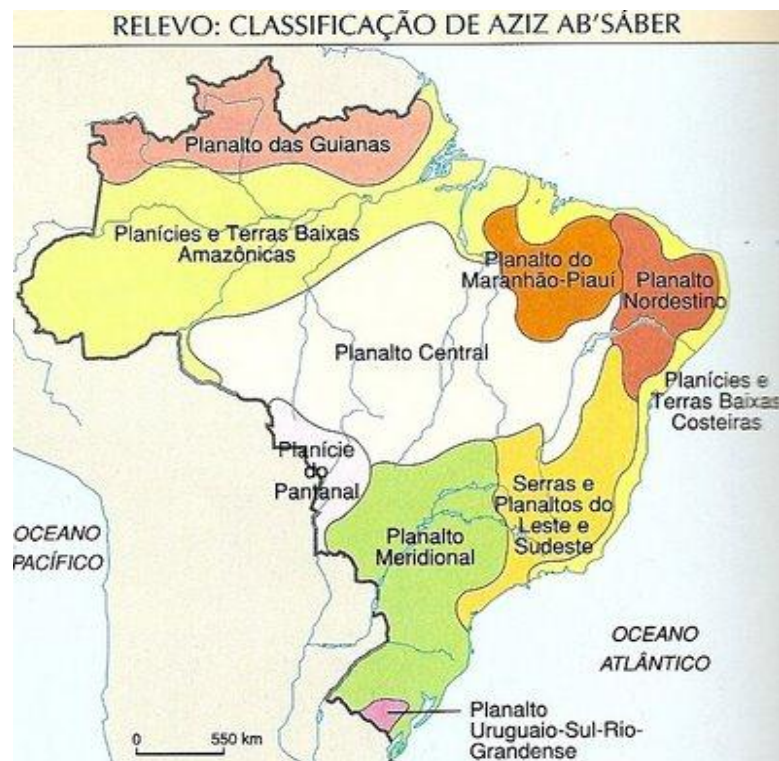 RELEVO: CLASSIFICAÇÃO DE AZIZ AB'SÁBER
Planalto das Guianas
Planícies e Terras Baixas
Amazônicas
Planalto do
Maranhão-Piauí
Planalto
Nordestino
Planalto Central
Planícies e
Terras Baixas
Costeiras
Planície
do
Pantanal
Serras e
Planaltos do
Leste e
Sudeste
Planalto
Meridional
OCEANO
PACÍFICO
OCEANO
ATLÂNTICO
Planalto
Uruguaio-Sul-Rio-
Grandense
0 550 km